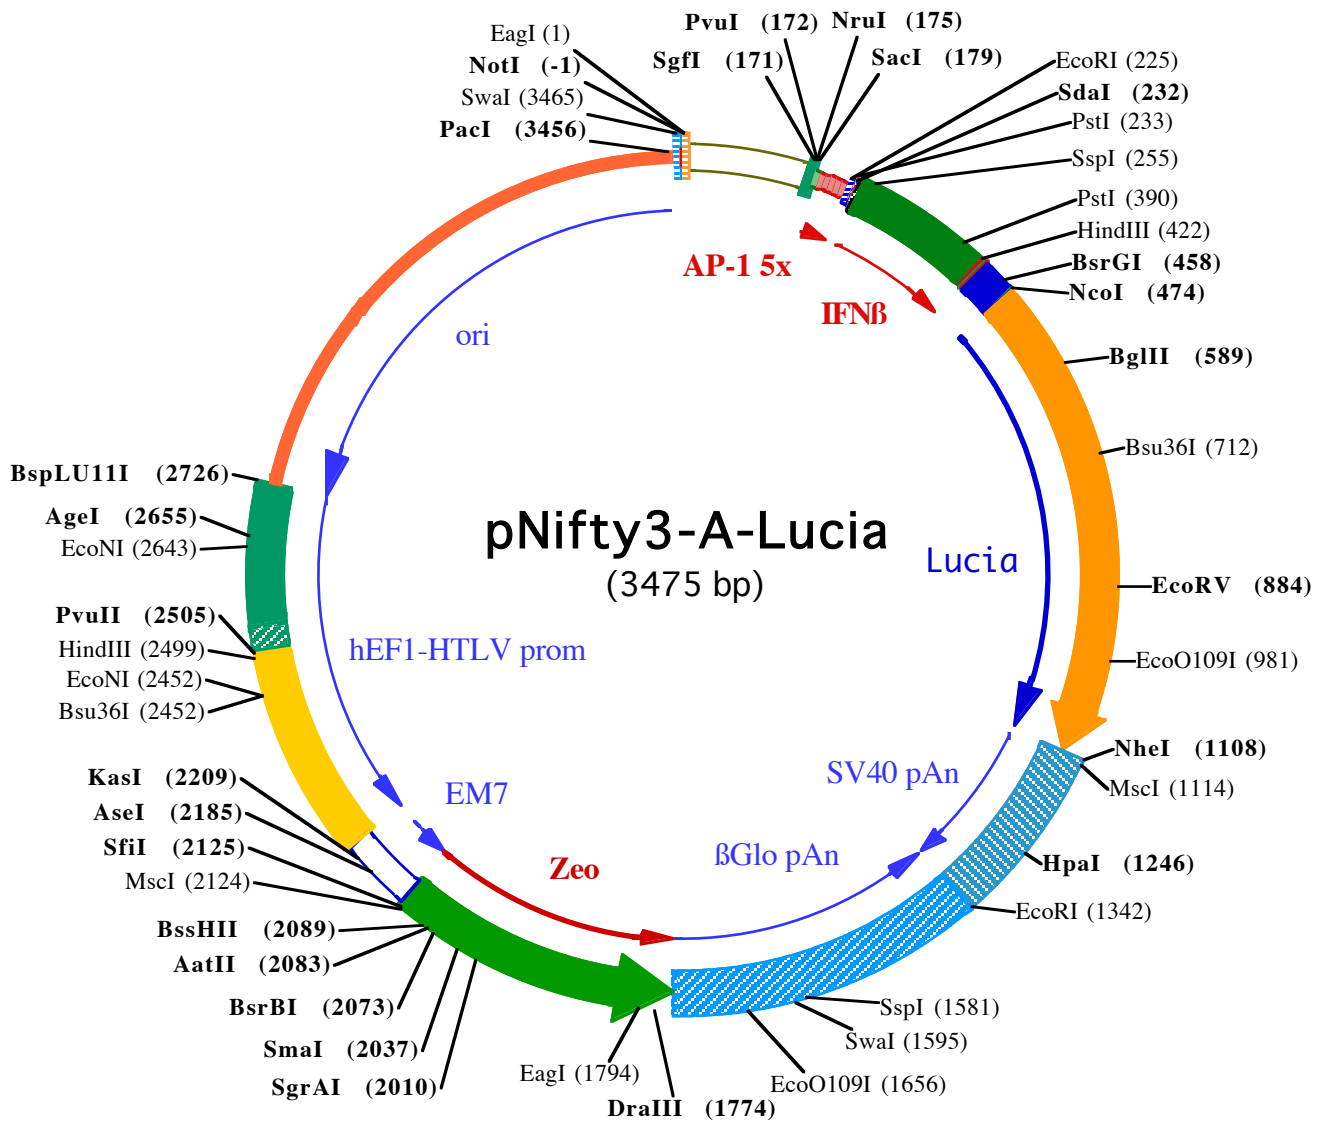 EagI (1)
NotI (-1)
SwaI (3465)
PacI (3456)
PvuI (172)
NruI (175)
SgfI (171)
SacI (179)
EcoRI (225)
SdaI (232)
PstI (233)
SspI (255)
PstI (390)
HindIII (422)
BsrGI (458)
NcoI (474)
BglII (589)
Bsu36I (712)
EcoRV (884)
EcoO109I (981)
NheI (1108)
MscI (1114)
HpaI (1246)
EcoRI (1342)
SspI (1581)
SwaI (1595)
EcoO109I (1656)
DraIII (1774)
EagI (1794)
SgrAI (2010)
SmaI (2037)
BsrBI (2073)
AatII (2083)
BssHII (2089)
MscI (2124)
SfiI (2125)
AseI (2185)
KasI (2209)
Bsu36I (2452)
EcoNI (2452)
HindIII (2499)
PvuII (2505)
EcoNI (2643)
AgeI (2655)
BspLU11I (2726)
AP-1 5x
IFNß
ori
pNifty3-A-Lucia
(3475 bp)
Lucia
hEF1-HTLV prom
SV40 pAn
EM7
ßGlo pAn
Zeo